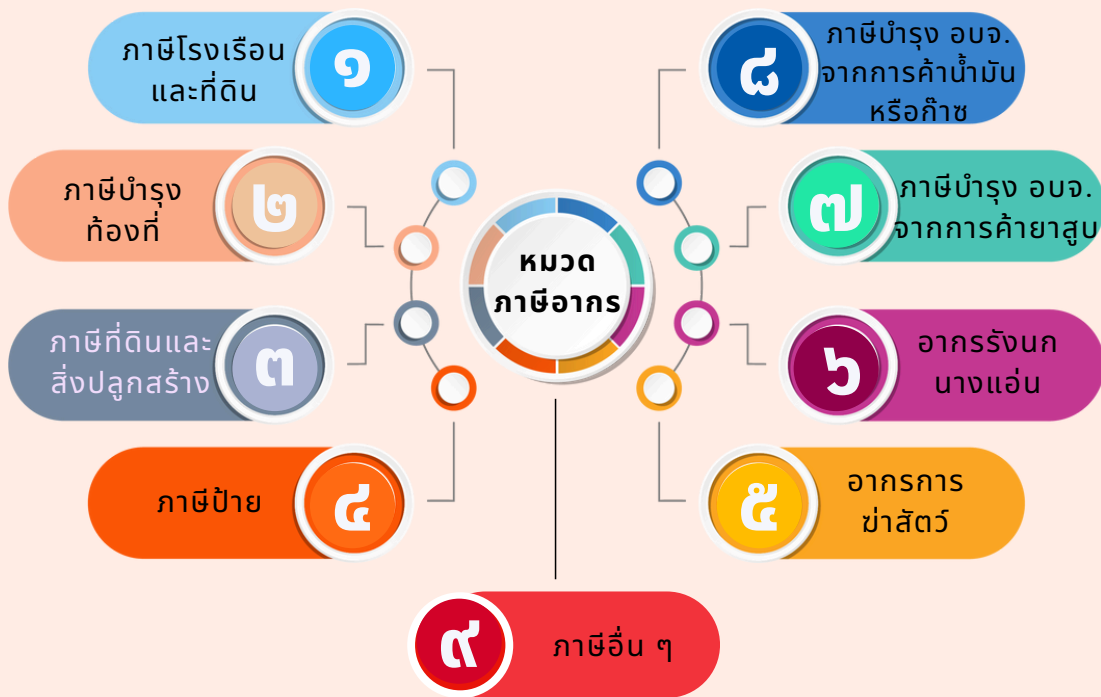 หมวด
ภาษีอากร
๑
ภาษีโรงเรือน
และที่ดิน
๒
ภาษีบำรุง
ท้องที่
๓
ภาษีที่ดินและ
สิ่งปลูกสร้าง
๔
ภาษีป้าย
๕
อากรการ
ฆ่าสัตว์
๖
อากรรังนก
นางแอ่น
๗
ภาษีบำรุง อบจ.
จากการค้ายาสูบ
๘
ภาษีบำรุง อบจ.
จากการค้าน้ำมัน
หรือก๊าซ
๙
ภาษีอื่น ๆ